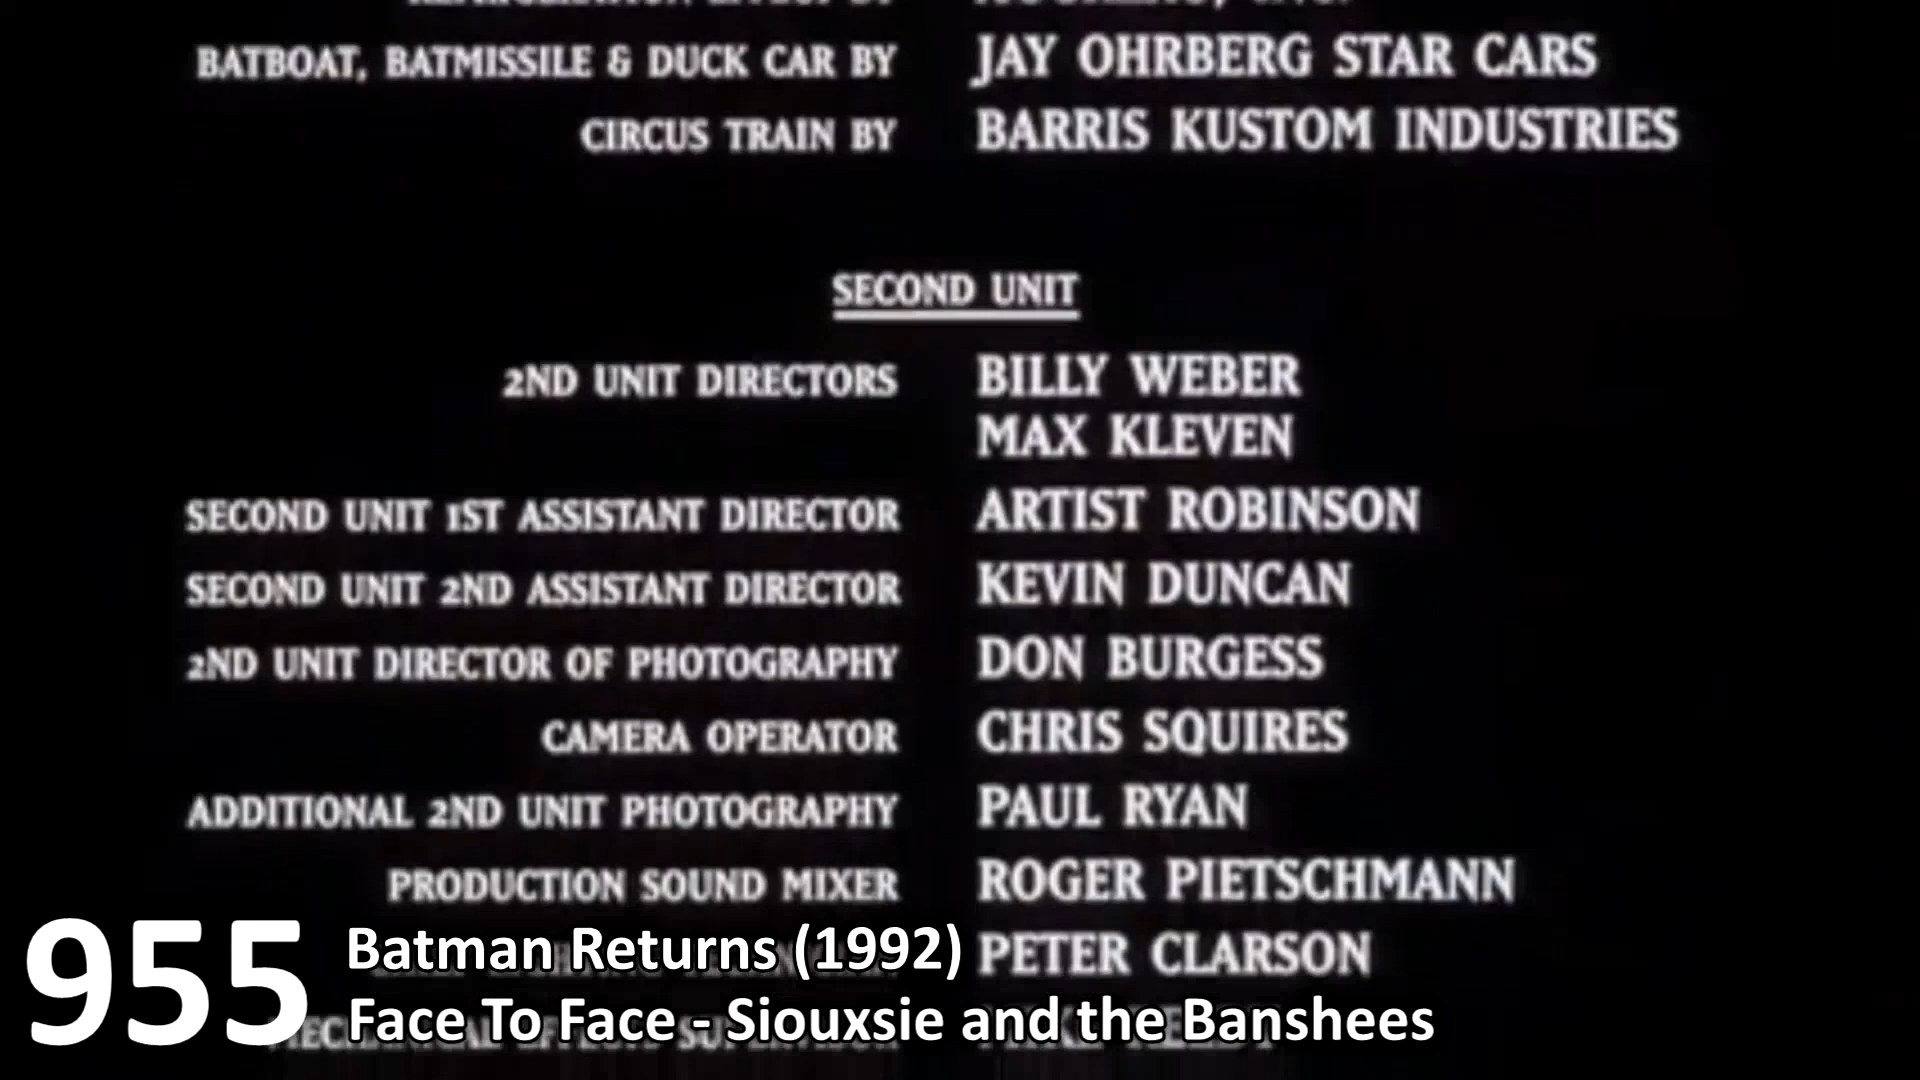 BATBOAT, BATMISSILE & DUCK CAR BY JAY OHRBERG STAR CARS
CIRCUS TRAIN BY BARRIS KUSTOM INDUSTRIES
SECOND UNIT
2ND UNIT DIRECTORS BILLY WEBER
MAX KLEVEN
SECOND UNIT 1ST ASSISTANT DIRECTOR ARTIST ROBINSON
SECOND UNIT 2ND ASSISTANT DIRECTOR KEVIN DUNCAN
2ND UNIT DIRECTOR OF PHOTOGRAPHY DON BURGESS
CAMERA OPERATOR CHRIS SQUIRES
ADDITIONAL 2ND UNIT PHOTOGRAPHY PAUL RYAN
PRODUCTION SOUND MIXER ROGER PIETSCHMANN
PETER CLARSON
955
Batman Returns (1992)
Face To Face - Siouxsie and the Banshees